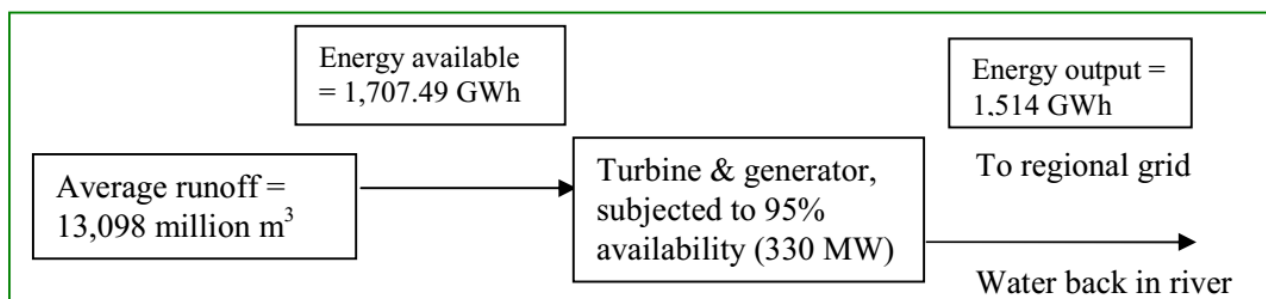 Energy available
= 1,707.49 GWh
Energy output =
1,514 GWh
Average runoff =
13,098 million m³
Turbine & generator,
subjected to 95%
availability (330 MW)
To regional grid
Water back in river